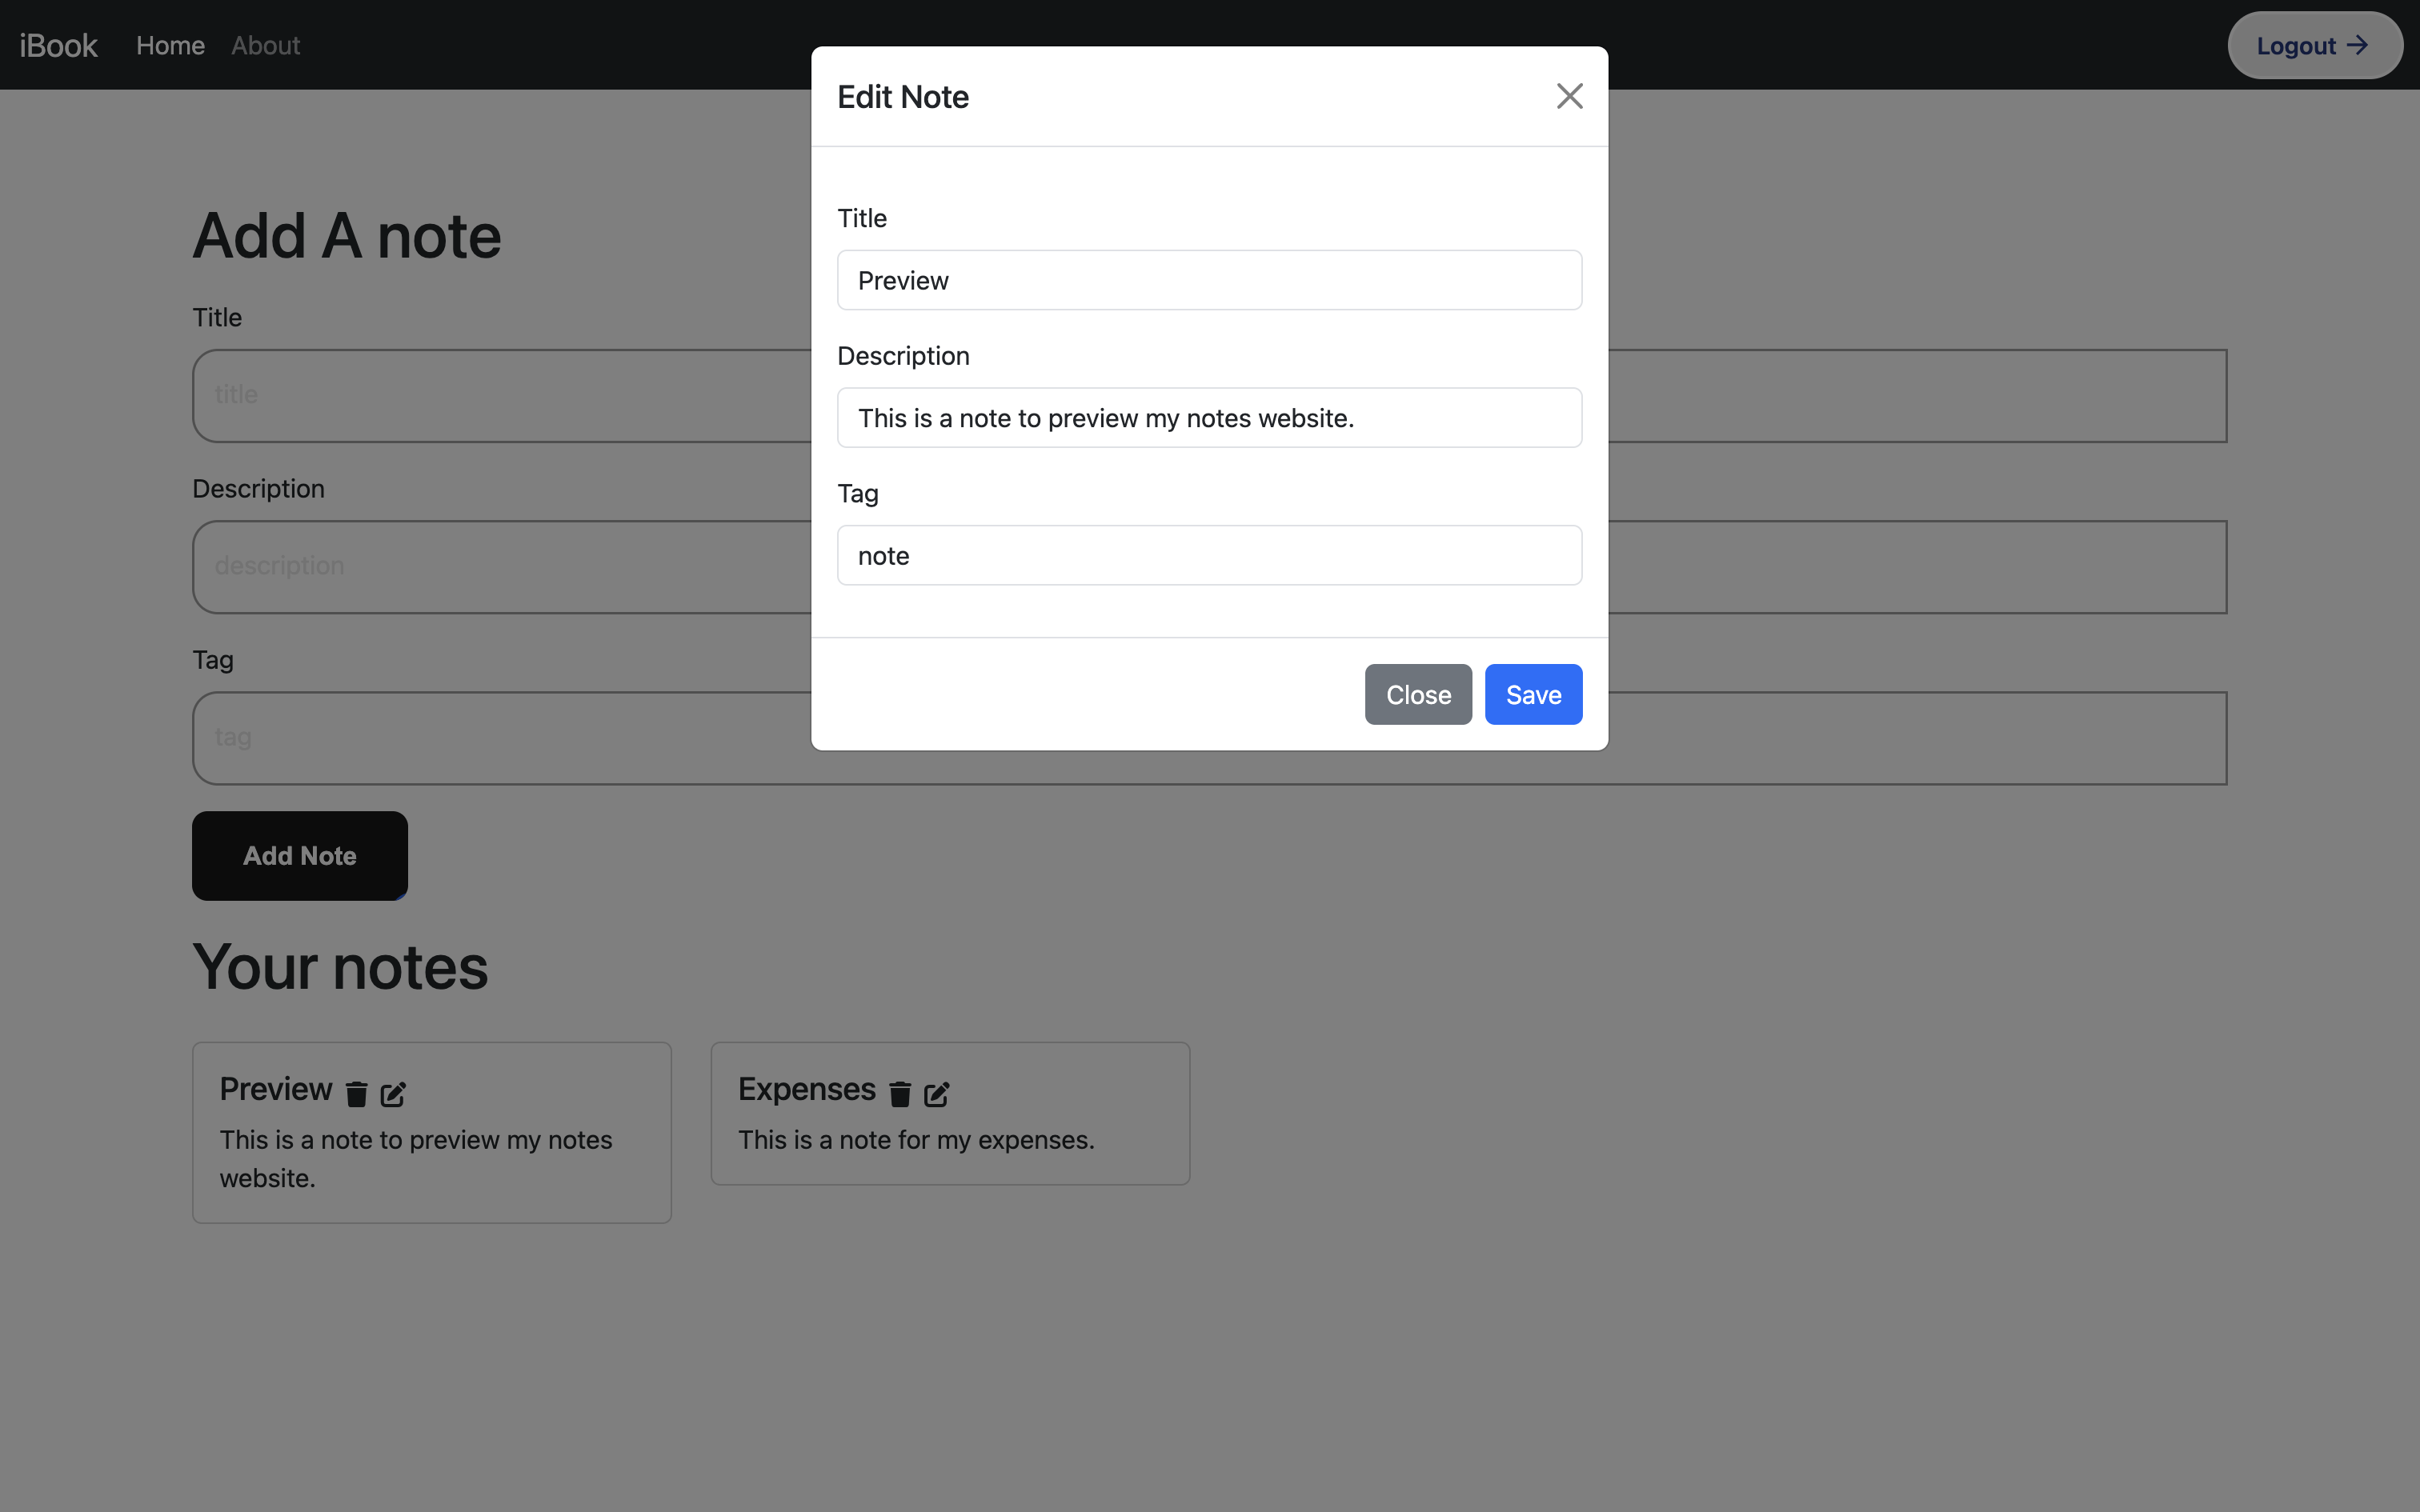 iBook Home About Logout
Edit Note
Title
Preview
Description
This is a note to preview my notes website.
Tag
note
Close Save
Add A note
Title
title
Description
description
Tag
tag
Add Note
Your notes
Preview
This is a note to preview my notes
website.
Expenses
This is a note for my expenses.